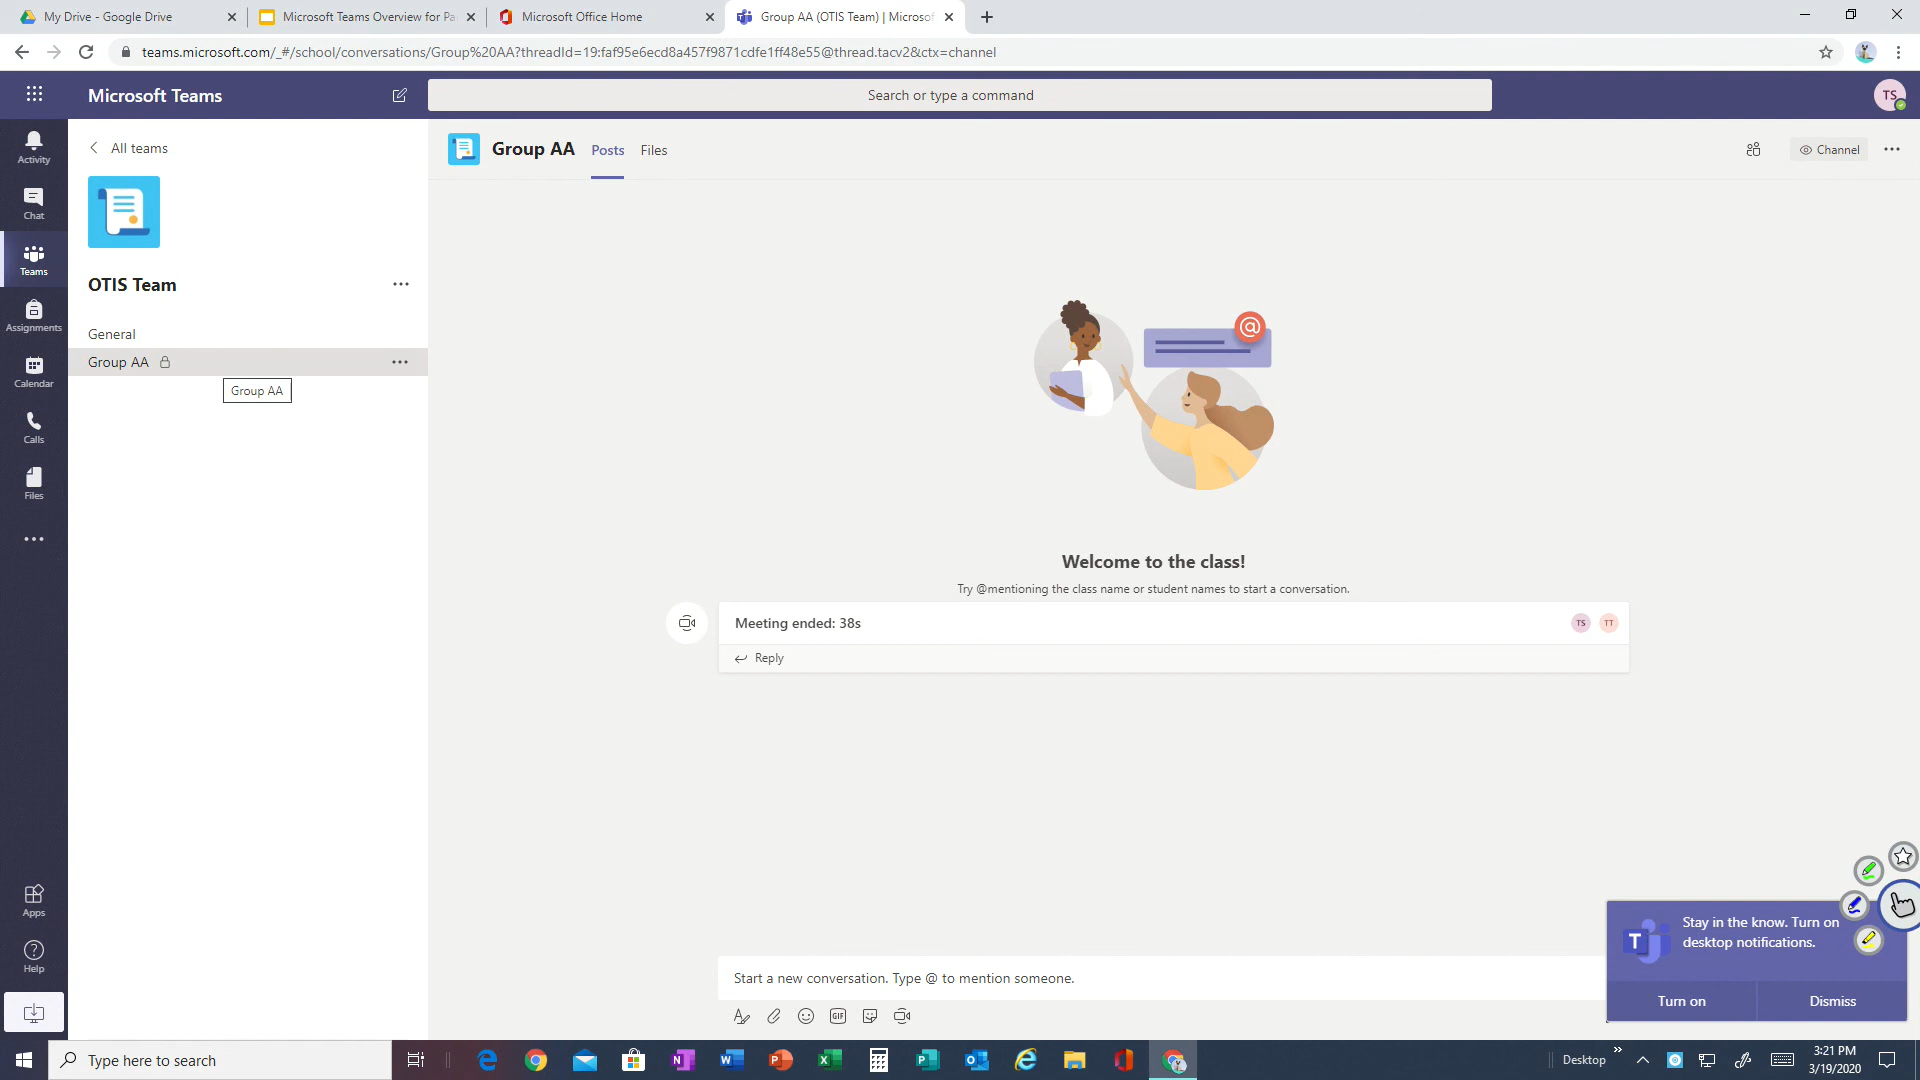 My Drive - Google Drive
Microsoft Teams Overview for Pa
Microsoft Office Home
Group AA (OTIS Team) | Microsof
teams.microsoft.com/_#/school/conversations/Group%20AA?threadId=19:faf95e6ecd8a457f9871cdfe1ff48e55@thread.tacv2&ctx=channel
Microsoft Teams
Search or type a command
TS
Activity
Chat
Teams
Assignments
Calendar
Calls
Files
Apps
Help
All teams
OTIS Team
General
Group AA
Group AA
Group AA
Posts
Files
Channel
@
Welcome to the class!
Try @mentioning the class name or student names to start a conversation.
Meeting ended: 38s
TS
TT
Reply
Start a new conversation. Type @ to mention someone.
GIF
T
Stay in the know. Turn on
desktop notifications.
Turn on
Dismiss
Type here to search
Desktop
3:21 PM
3/19/2020